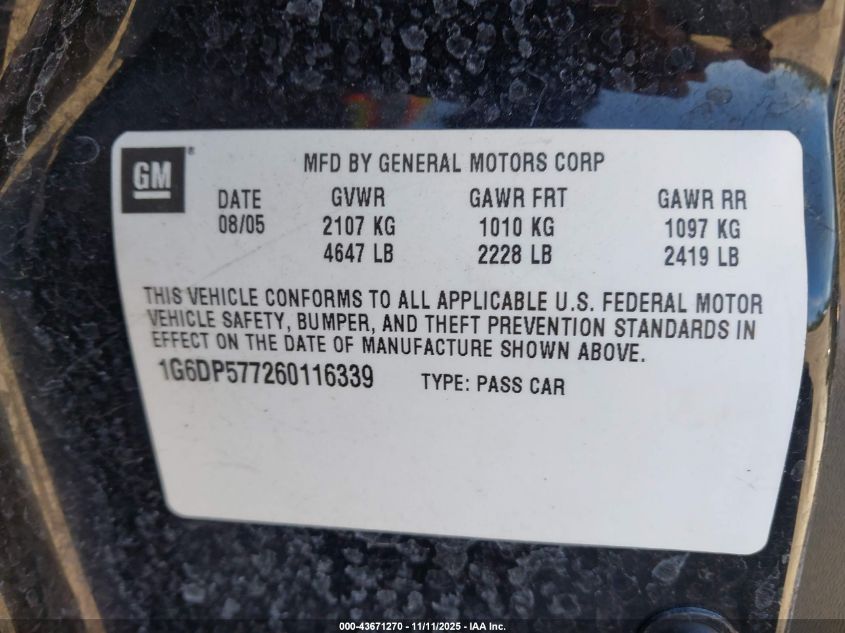 GM
®
MFD BY GENERAL MOTORS CORP
DATE GVWR GAWR FRT GAWR RR
08/05 2107 KG 1010 KG 1097 KG
4647 LB 2228 LB 2419 LB
THIS VEHICLE CONFORMS TO ALL APPLICABLE U.S. FEDERAL MOTOR
VEHICLE SAFETY, BUMPER, AND THEFT PREVENTION STANDARDS IN
EFFECT ON THE DATE OF MANUFACTURE SHOWN ABOVE.
1G6DP577260116339 TYPE: PASS CAR
000-43671270 - 11/11/2025 - IAA Inc.